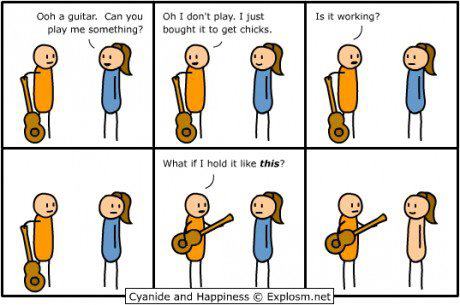 Ooh a guitar.  Can you
play me something?
Oh I don't play. I just
bought it to get chicks.
Is it working?
What if I hold it like this?
Cyanide and Happiness © Explosm.net